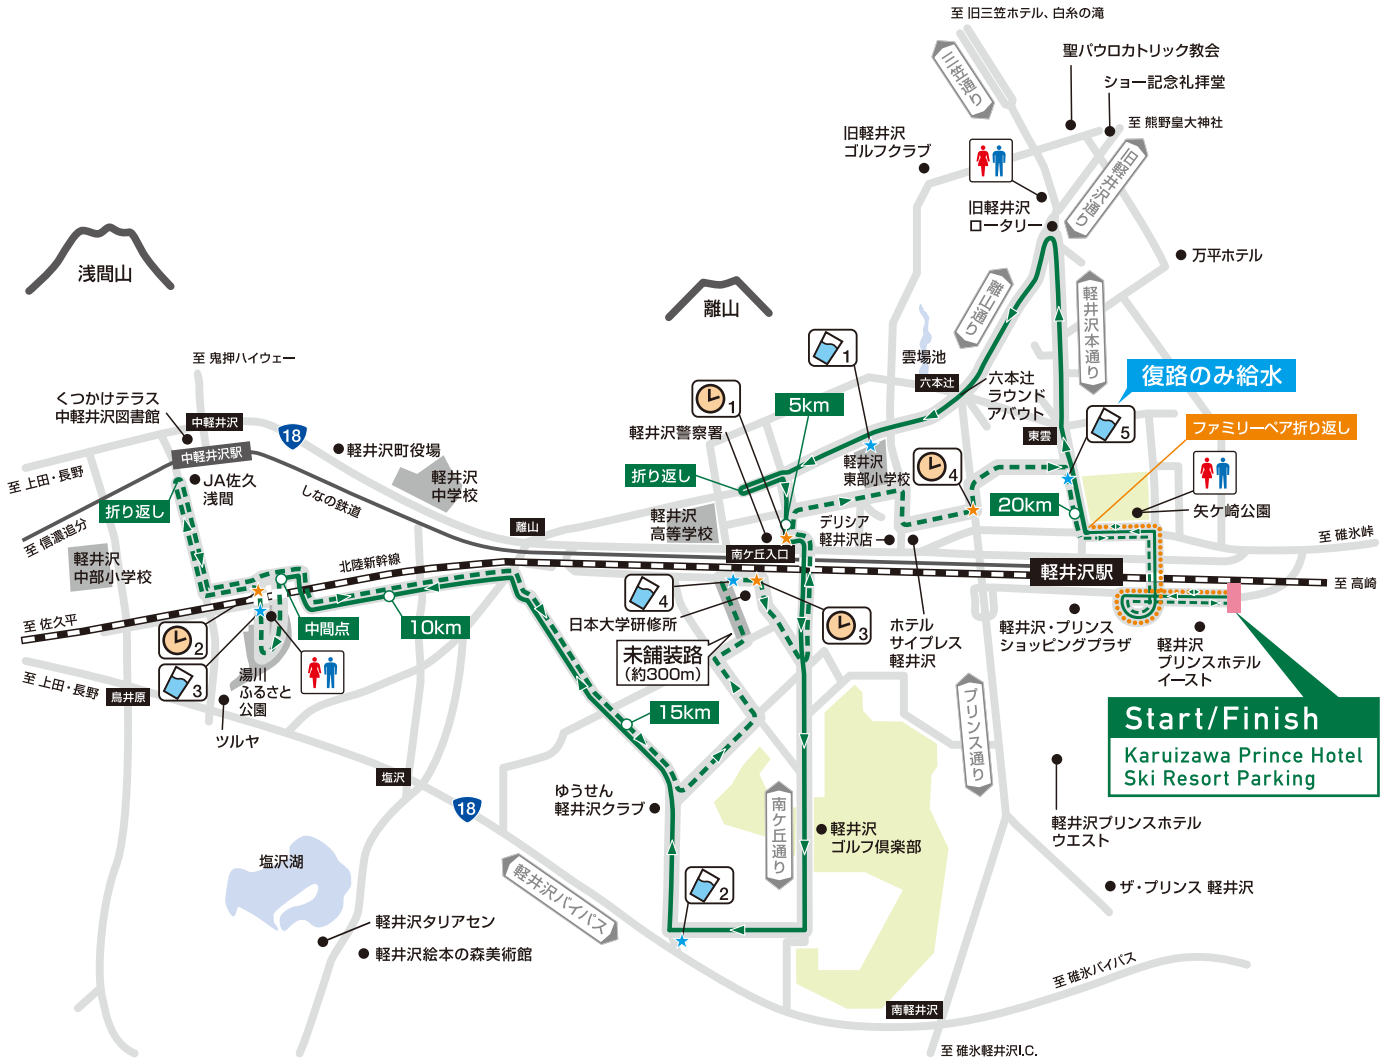 至 旧三笠ホテル、白糸の滝
聖パウロカトリック教会
ショー記念礼拝堂
至 熊野皇大神社
三笠通り
旧軽井沢
ゴルフクラブ
旧軽井沢通り
旧軽井沢
ロータリー
万平ホテル
浅間山
離山
離山通り
軽井沢本通り
至 鬼押ハイウェー
雲場池
六本辻
六本辻
ラウンド
アバウト
復路のみ給水
1
1
5km
くつかけテラス
中軽井沢図書館
中軽井沢
18
軽井沢町役場
軽井沢警察署
東雲
5
ファミリーペア折り返し
中軽井沢駅
至 上田・長野
JA佐久
浅間
しなの鉄道
軽井沢
中学校
折り返し
軽井沢
東部小学校
4
折り返し
20km
矢ケ崎公園
至 信濃追分
離山
軽井沢
高等学校
デリシア
軽井沢店
南ケ丘入口
至 碓氷峠
軽井沢
中部小学校
北陸新幹線
軽井沢駅
至 高崎
至 佐久平
中間点
10km
4
日本大学研修所
3
ホテル
サイプレス
軽井沢
軽井沢・プリンス
ショッピングプラザ
軽井沢
プリンスホテル
イースト
2
3
未舗装路
(約300m)
至 上田・長野
鳥井原
湯川
ふるさと
公園
ツルヤ
15km
プリンス通り
Start/Finish
Karuizawa Prince Hotel
Ski Resort Parking
塩沢
18
ゆうせん
軽井沢クラブ
南ケ丘通り
軽井沢
ゴルフ倶楽部
軽井沢プリンスホテル
ウエスト
塩沢湖
軽井沢バイパス
2
ザ・プリンス 軽井沢
軽井沢タリアセン
軽井沢絵本の森美術館
至 碓氷バイパス
南軽井沢
至 碓氷軽井沢I.C.